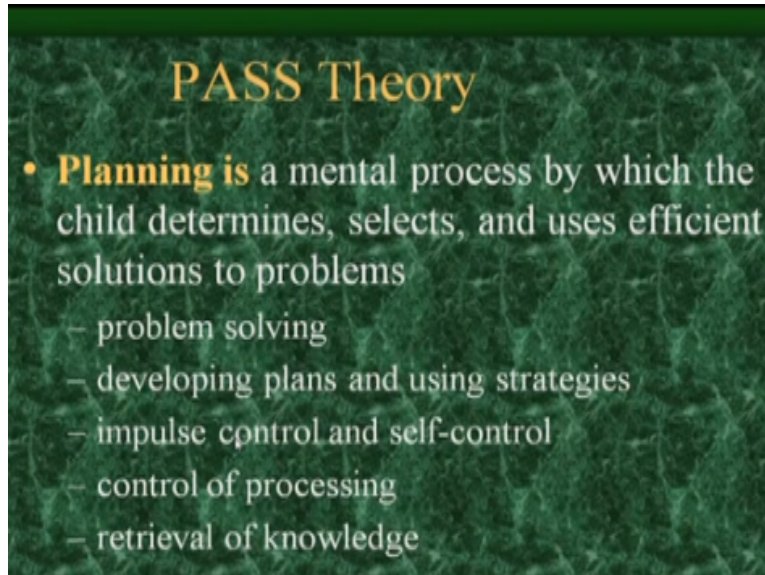 PASS Theory
• Planning is a mental process by which the
child determines, selects, and uses efficient
solutions to problems
– problem solving
– developing plans and using strategies
– impulse control and self-control
– control of processing
– retrieval of knowledge